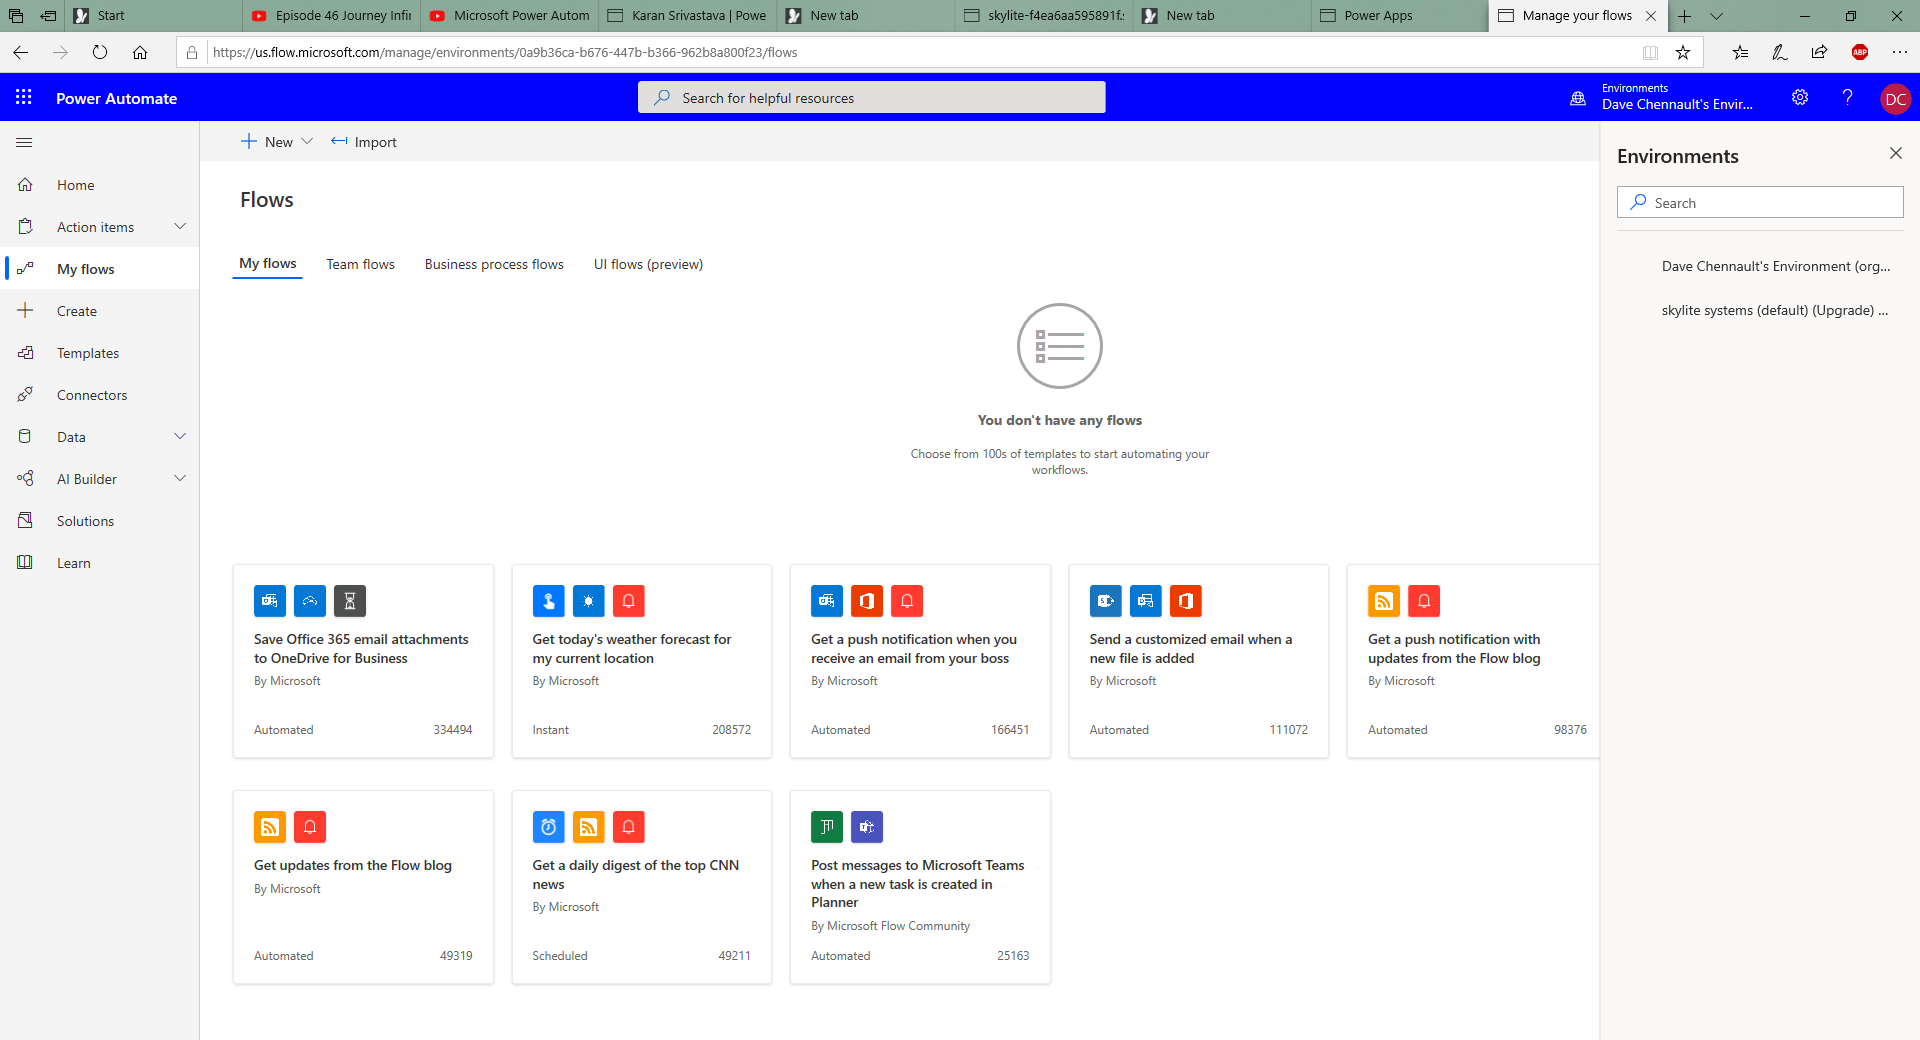 Start
Episode 46 Journey Infir
Microsoft Power Autom
Karan Srivastava | Powe
New tab
skylite-f4ea6aa595891f.s
New tab
Power Apps
Manage your flows
https://us.flow.microsoft.com/manage/environments/0a9b36ca-b676-447b-b366-962b8a800f23/flows
ABP
Power Automate
Search for helpful resources
Environments
Dave Chennault's Envir...
?
DC
New
Import
Home
Action items
My flows
Create
Templates
Connectors
Data
AI Builder
Solutions
Learn
Flows
My flows
Team flows
Business process flows
UI flows (preview)
You don't have any flows
Choose from 100s of templates to start automating your
workflows.
Save Office 365 email attachments
to OneDrive for Business
By Microsoft
Automated
334494
Get today's weather forecast for
my current location
By Microsoft
Instant
208572
Get a push notification when you
receive an email from your boss
By Microsoft
Automated
166451
Send a customized email when a
new file is added
By Microsoft
Automated
111072
Get a push notification with
updates from the Flow blog
By Microsoft
Automated
98376
Get updates from the Flow blog
By Microsoft
Automated
49319
Get a daily digest of the top CNN
news
By Microsoft
Scheduled
49211
Post messages to Microsoft Teams
when a new task is created in
Planner
By Microsoft Flow Community
Automated
25163
Environments
Search
Dave Chennault's Environment (org...
skylite systems (default) (Upgrade) ...